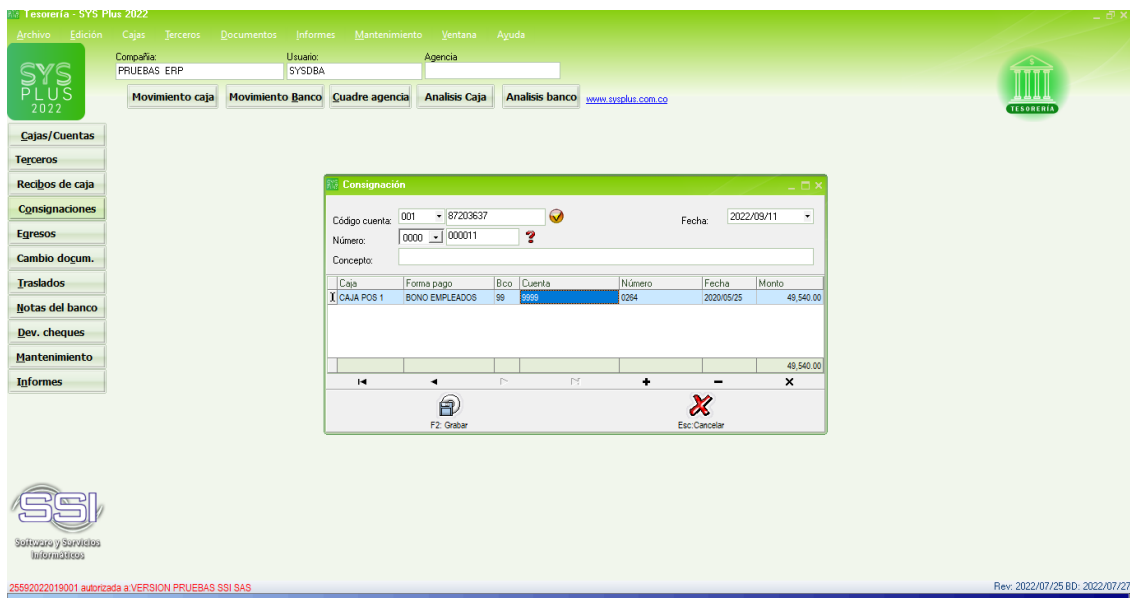 Tesorería - SYS Plus 2022
Archivo Edición Cajas Terceros Documentos Informes Mantenimiento Ventana Ayuda
SYS
PLUS
2022
Compañia: Usuario: Agencia
PRUEBAS ERP SYSDBA
Movimiento caja Movimiento Banco Cuadre agencia Analisis Caja Analisis banco www.sysplus.com.co
TESORERÍA
Cajas/Cuentas
Terceros
Recibos de caja
Consignaciones
Egresos
Cambio docum.
Traslados
Notas del banco
Dev. cheques
Mantenimiento
Informes
Consignación
Código cuenta: 001 87203637 Fecha: 2022/09/11
Número: 0000 000011
Concepto:
Caja Forma pago Bco Cuenta Número Fecha Monto
CAJA POS 1 BONO EMPLEADOS 99 9999 0264 2020/05/25 49,540.00
49,540.00
F2: Grabar Esc:Cancelar
SSI
Software y Servicios
Informáticos
25592022019001 autorizada a:VERSION PRUEBAS SSI SAS
Rev: 2022/07/25 BD: 2022/07/27